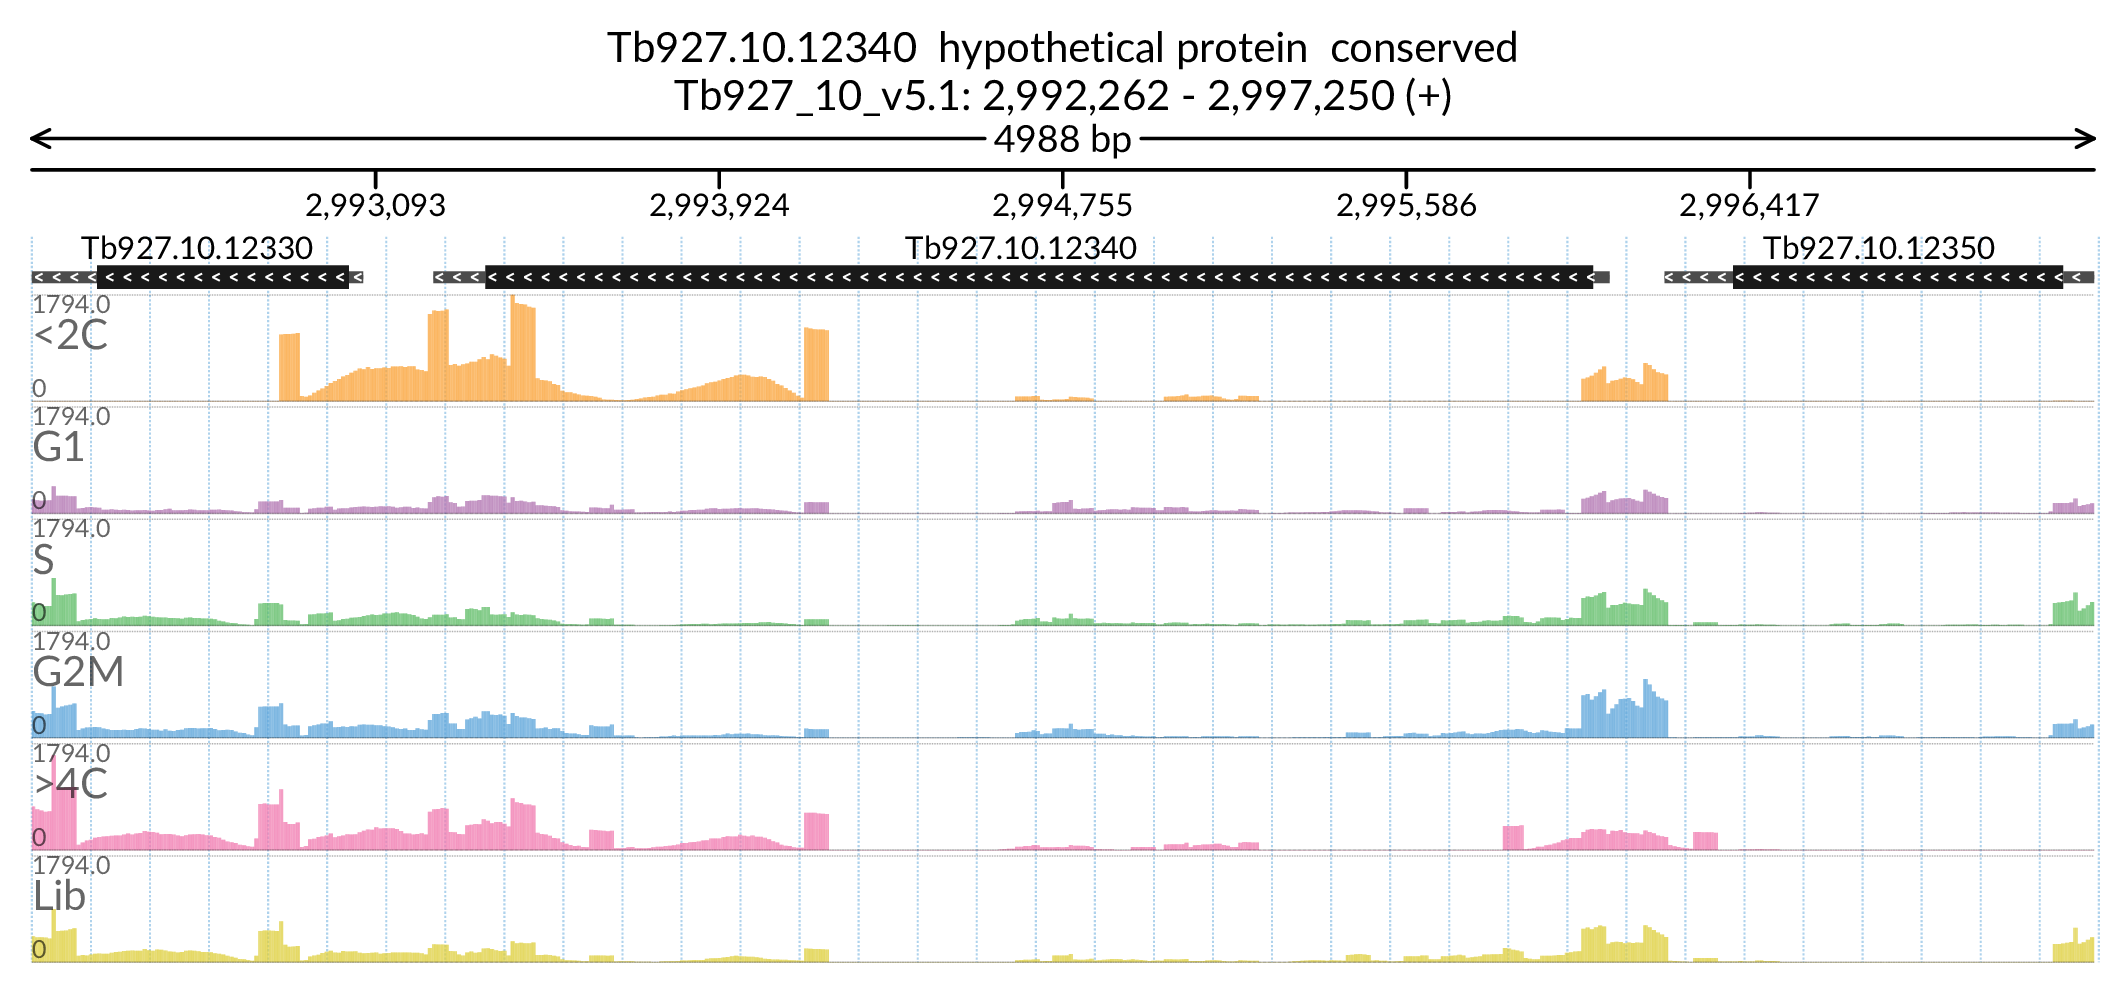 Tb927.10.12340  hypothetical protein  conserved
Tb927_10_v5.1: 2,992,262 - 2,997,250 (+)
4988 bp
2,993,093 2,993,924 2,994,755 2,995,586 2,996,417
Tb927.10.12330 Tb927.10.12340 Tb927.10.12350
1794.0
<2C
0
1794.0
G1
0
1794.0
S
0
1794.0
G2M
0
1794.0
>4C
0
1794.0
Lib
0